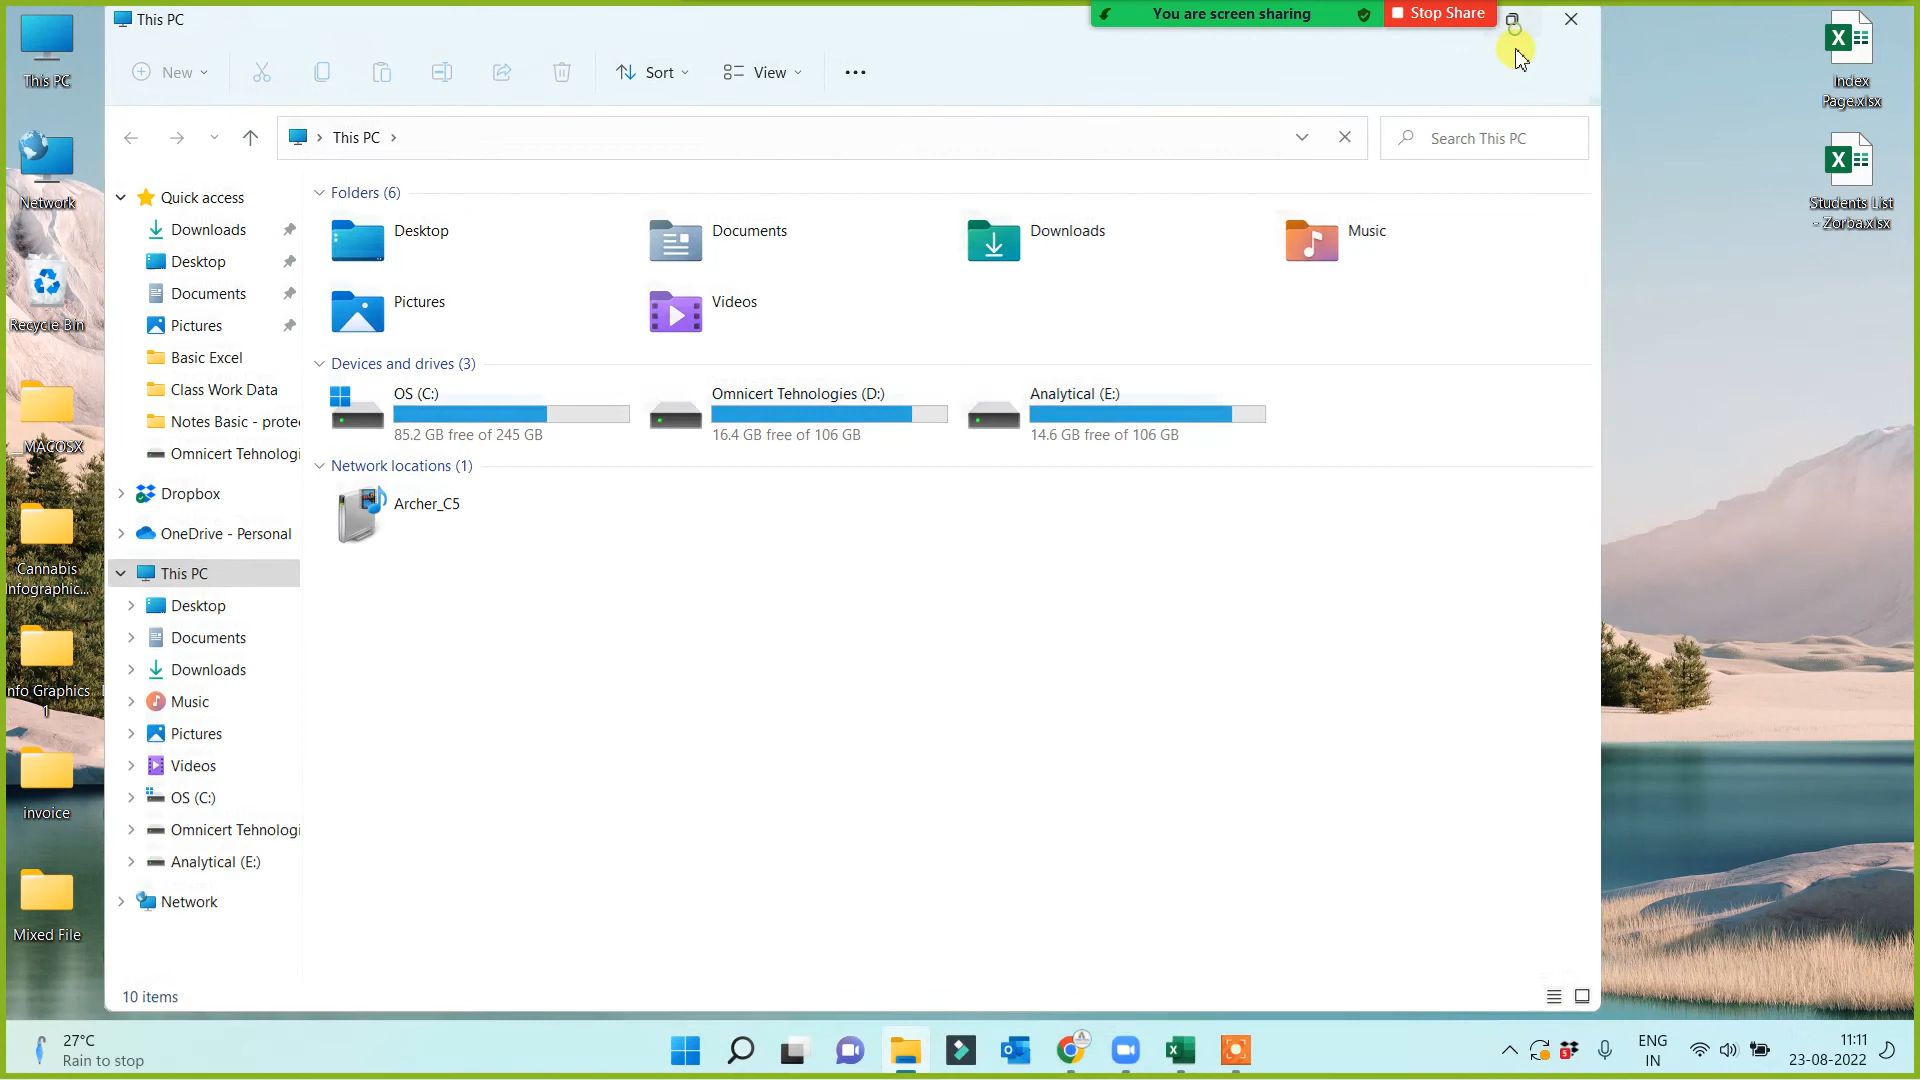 This PC
You are screen sharing
Stop Share
New
Sort
View
This PC
Search This PC
Quick access
Downloads
Desktop
Documents
Pictures
Basic Excel
Class Work Data
Notes Basic - protec
Omnicert Tehnologi
Dropbox
OneDrive - Personal
This PC
Desktop
Documents
Downloads
Music
Pictures
Videos
OS (C:)
Omnicert Tehnologi
Analytical (E:)
Network
Folders (6)
Desktop
Documents
Downloads
Music
Pictures
Videos
Devices and drives (3)
OS (C:)
85.2 GB free of 245 GB
Omnicert Tehnologies (D:)
16.4 GB free of 106 GB
Analytical (E:)
14.6 GB free of 106 GB
Network locations (1)
Archer_C5
10 items
This PC
Network
Recycle Bin
__MACOSX
Cannabis
Infographic...
Info Graphics
1
invoice
Mixed File
Index
Page.xlsx
Students List
- Zorba.xlsx
27°C
Rain to stop
5
ENG
IN
11:11
23-08-2022